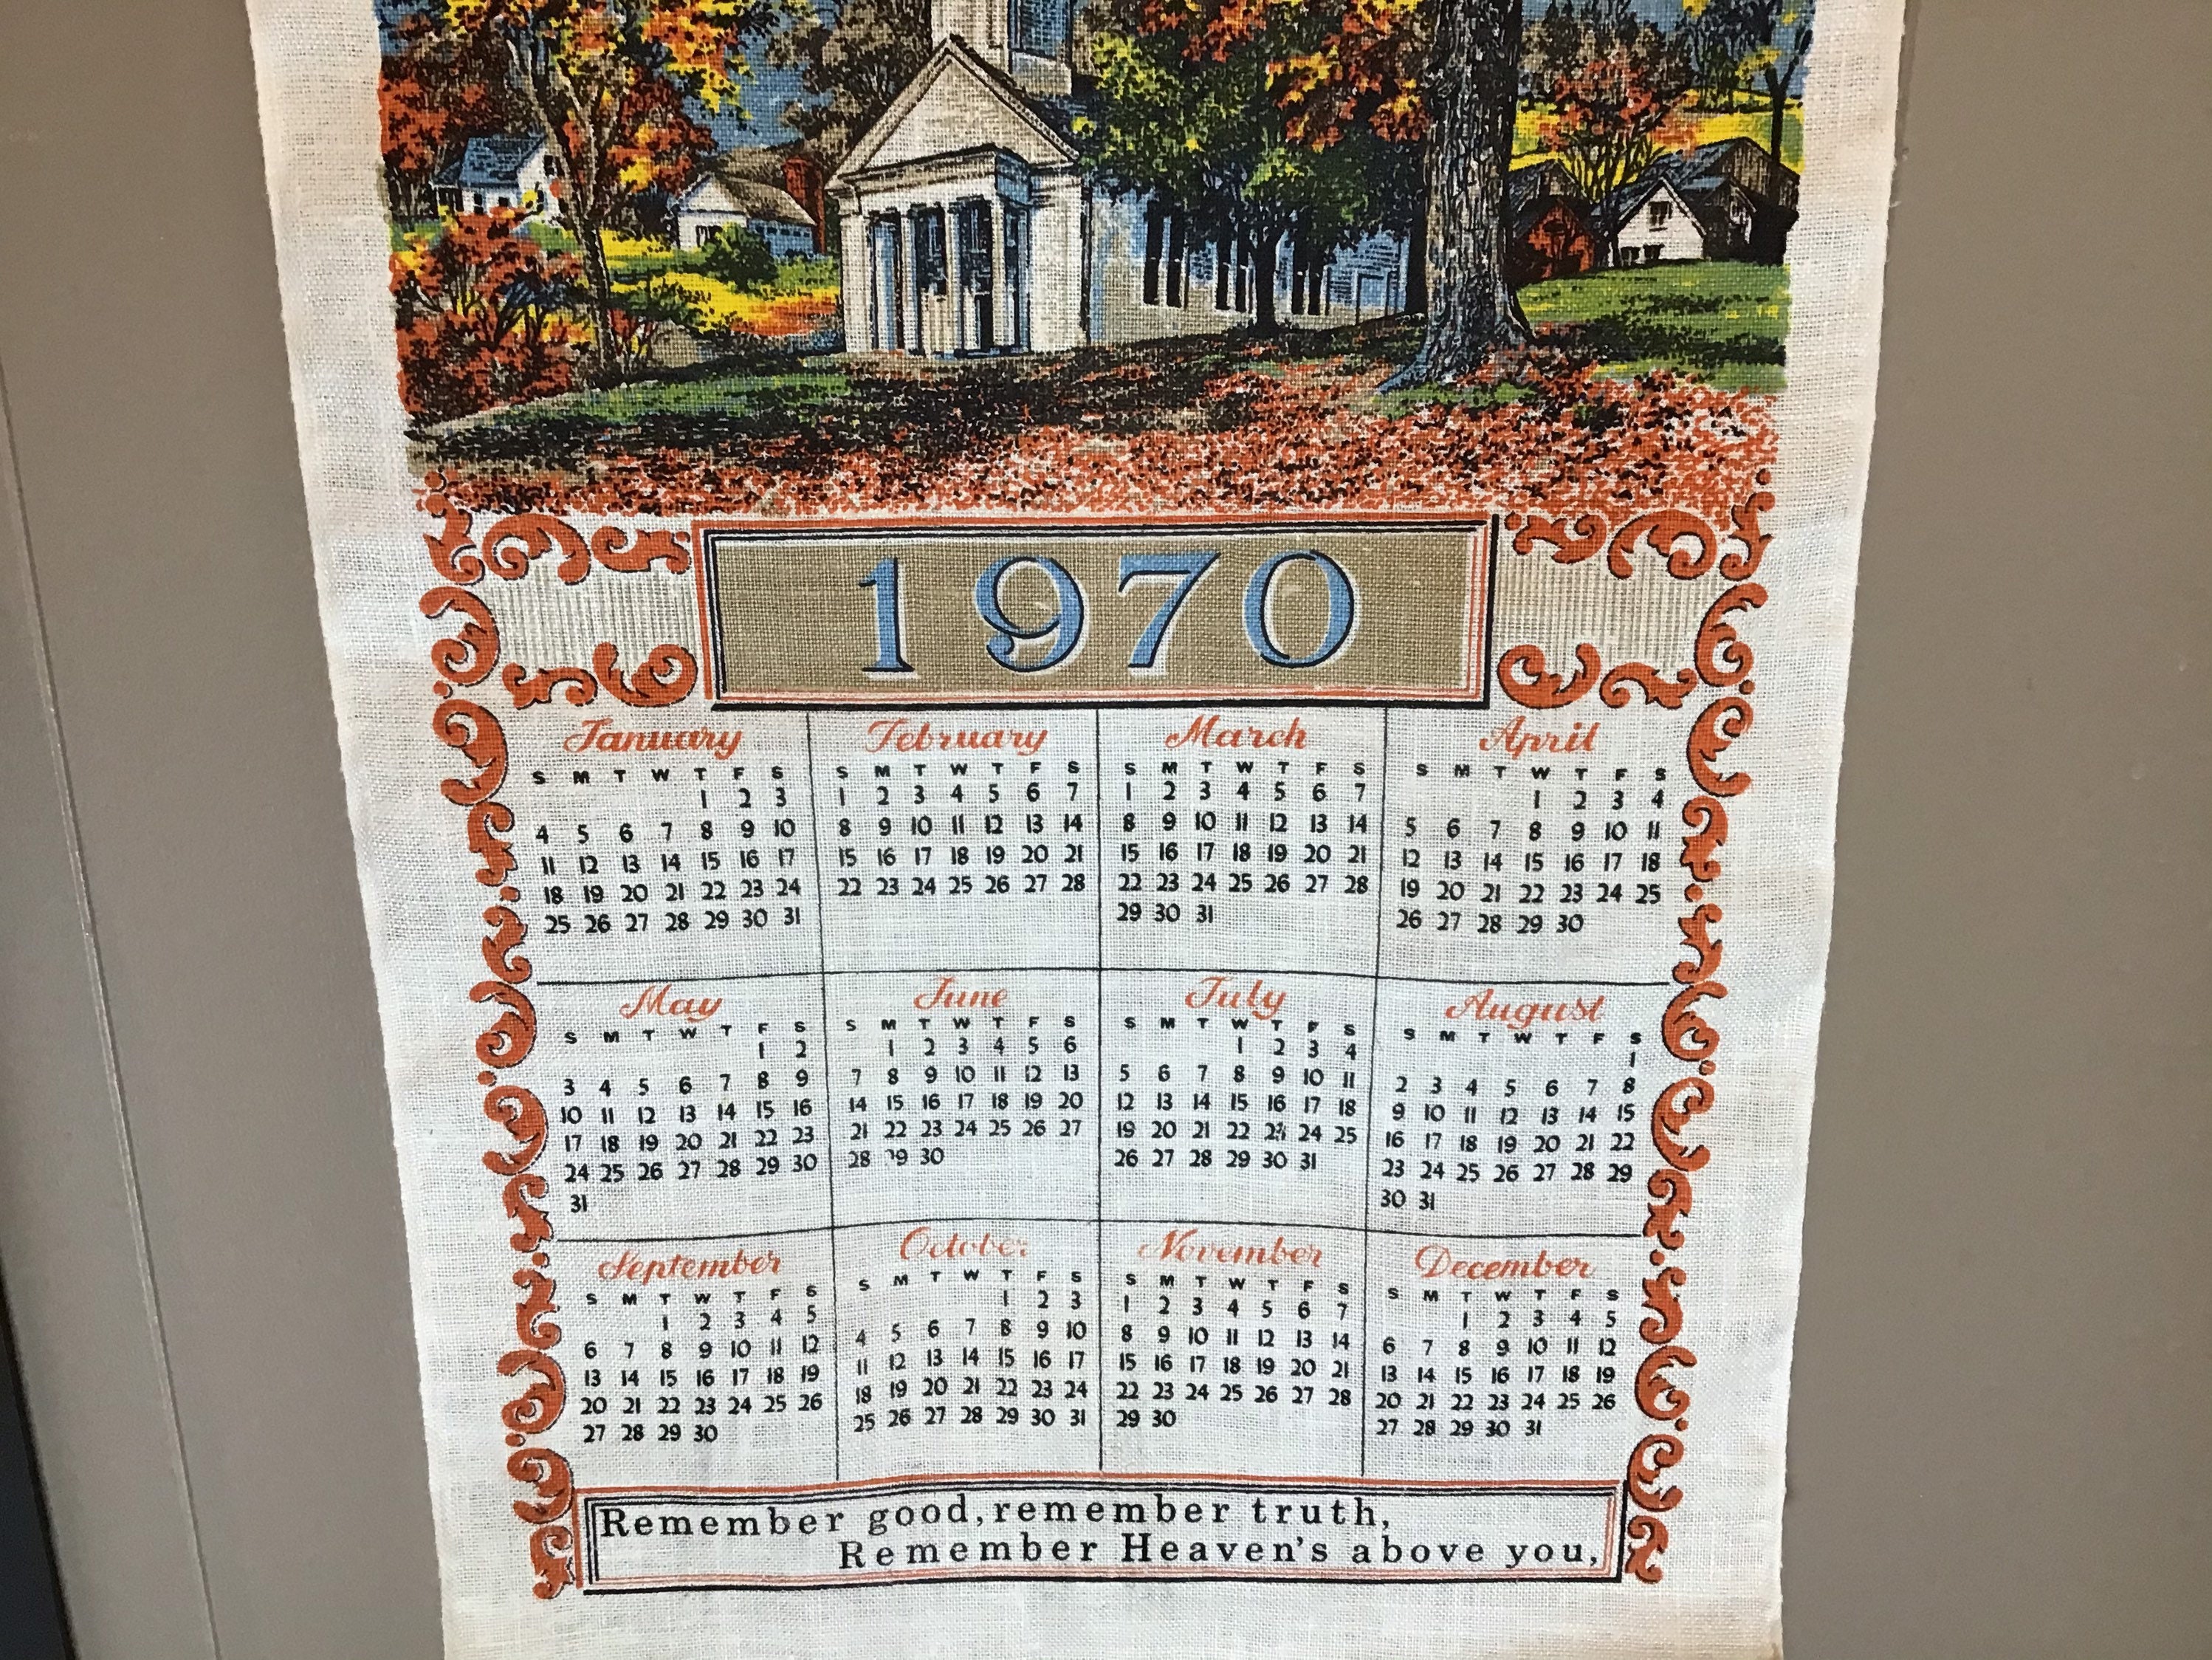 1970
January
S M T W T F S
1 2 3
4 5 6 7 8 9 10
11 12 13 14 15 16 17
18 19 20 21 22 23 24
25 26 27 28 29 30 31
February
S M T W T F S
1 2 3 4 5 6 7
8 9 10 11 12 13 14
15 16 17 18 19 20 21
22 23 24 25 26 27 28
March
S M T W T F S
1 2 3 4 5 6 7
8 9 10 11 12 13 14
15 16 17 18 19 20 21
22 23 24 25 26 27 28
29 30 31
April
S M T W T F S
1 2 3 4
5 6 7 8 9 10 11
12 13 14 15 16 17 18
19 20 21 22 23 24 25
26 27 28 29 30
May
S M T W T F S
1 2
3 4 5 6 7 8 9
10 11 12 13 14 15 16
17 18 19 20 21 22 23
24 25 26 27 28 29 30
31
June
S M T W T F S
1 2 3 4 5 6
7 8 9 10 11 12 13
14 15 16 17 18 19 20
21 22 23 24 25 26 27
28 29 30
July
S M T W T F S
1 2 3 4
5 6 7 8 9 10 11
12 13 14 15 16 17 18
19 20 21 22 23 24 25
26 27 28 29 30 31
August
S M T W T F S
1
2 3 4 5 6 7 8
9 10 11 12 13 14 15
16 17 18 19 20 21 22
23 24 25 26 27 28 29
30 31
September
S M T W T F S
1 2 3 4 5
6 7 8 9 10 11 12
13 14 15 16 17 18 19
20 21 22 23 24 25 26
27 28 29 30
October
S M T W T F S
1 2 3
4 5 6 7 8 9 10
11 12 13 14 15 16 17
18 19 20 21 22 23 24
25 26 27 28 29 30 31
November
S M T W T F S
1 2 3 4 5 6 7
8 9 10 11 12 13 14
15 16 17 18 19 20 21
22 23 24 25 26 27 28
29 30
December
S M T W T F S
1 2 3 4 5
6 7 8 9 10 11 12
13 14 15 16 17 18 19
20 21 22 23 24 25 26
27 28 29 30 31
Remember good, remember truth,
Remember Heaven's above you,